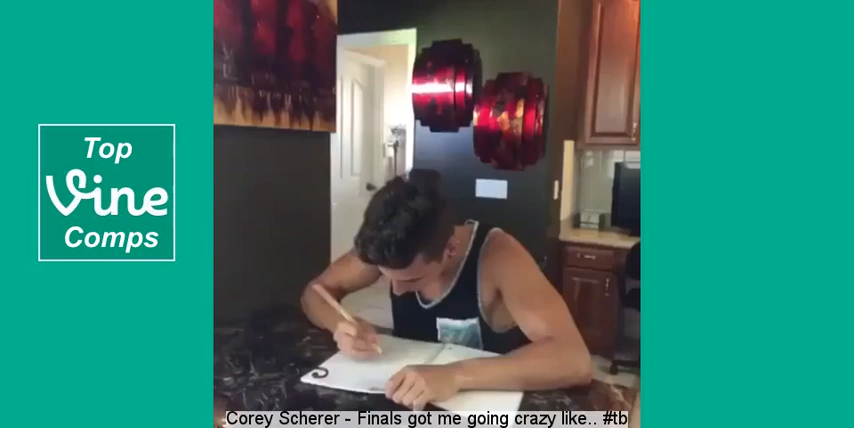 Top
Vine
Comps
Corey Scherer - Finals got me going crazy like.. #tb